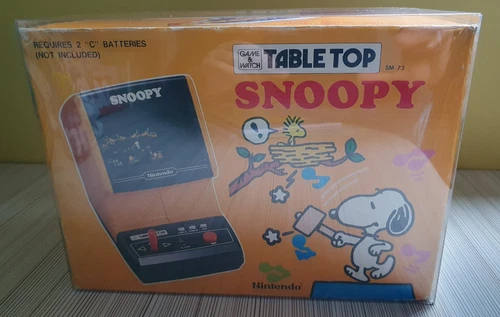 REQUIRES 2 "C" BATTERIES
(NOT INCLUDED)
GAME & WATCH
TABLE TOP
SM-73
SNOOPY
SNOOPY
Nintendo
Nintendo